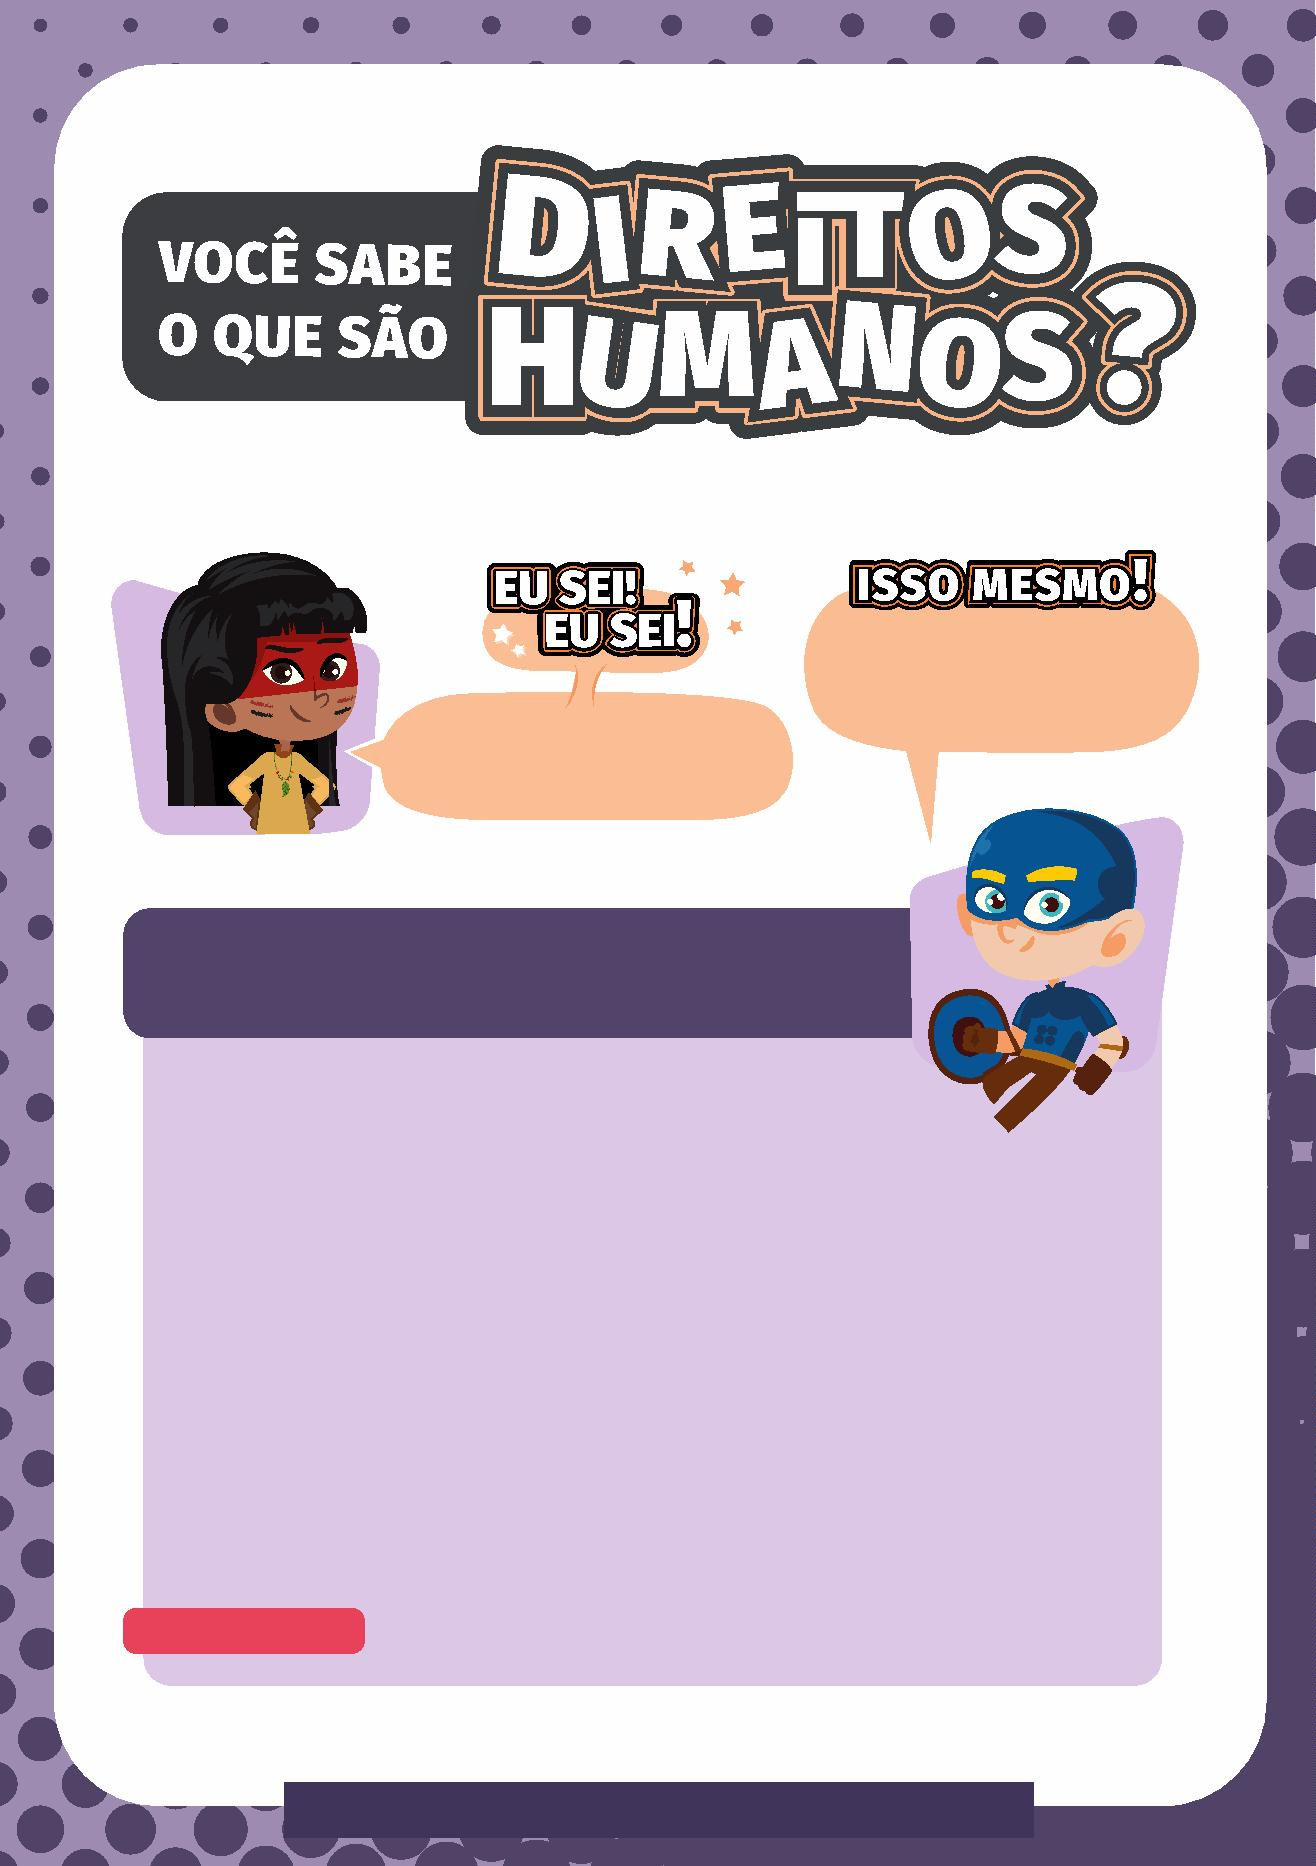 VOCÊ SABE
O QUE SÃO
DIREITOS
HUMANOS?
EU SEI!
EU SEI!
ISSO MESMO!